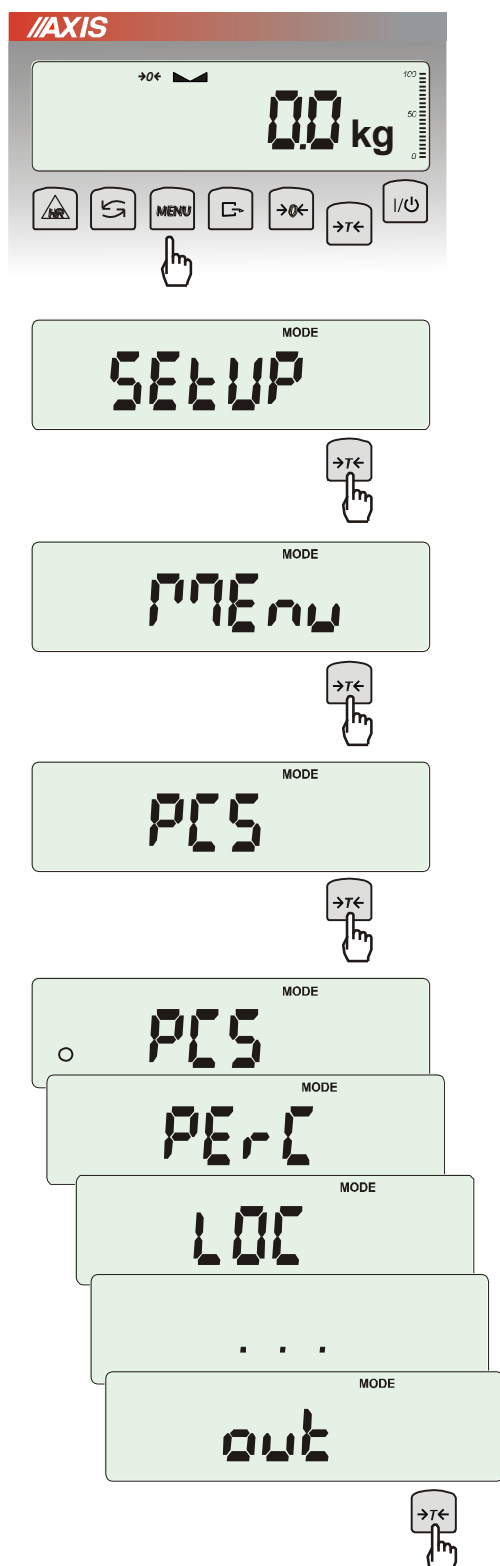 AXIS
→0← 100
50
0.0 kg
0
HR MENU →0← →T← I/⏻
MODE
SEtUP
→T←
MODE
MEnu
→T←
MODE
PCS
→T←
MODE
PCS
MODE
PErC
MODE
LOC
. . .
MODE
out
→T←